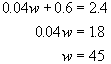 0.04w + 0.6 = 2.4
0.04w = 1.8
w = 45